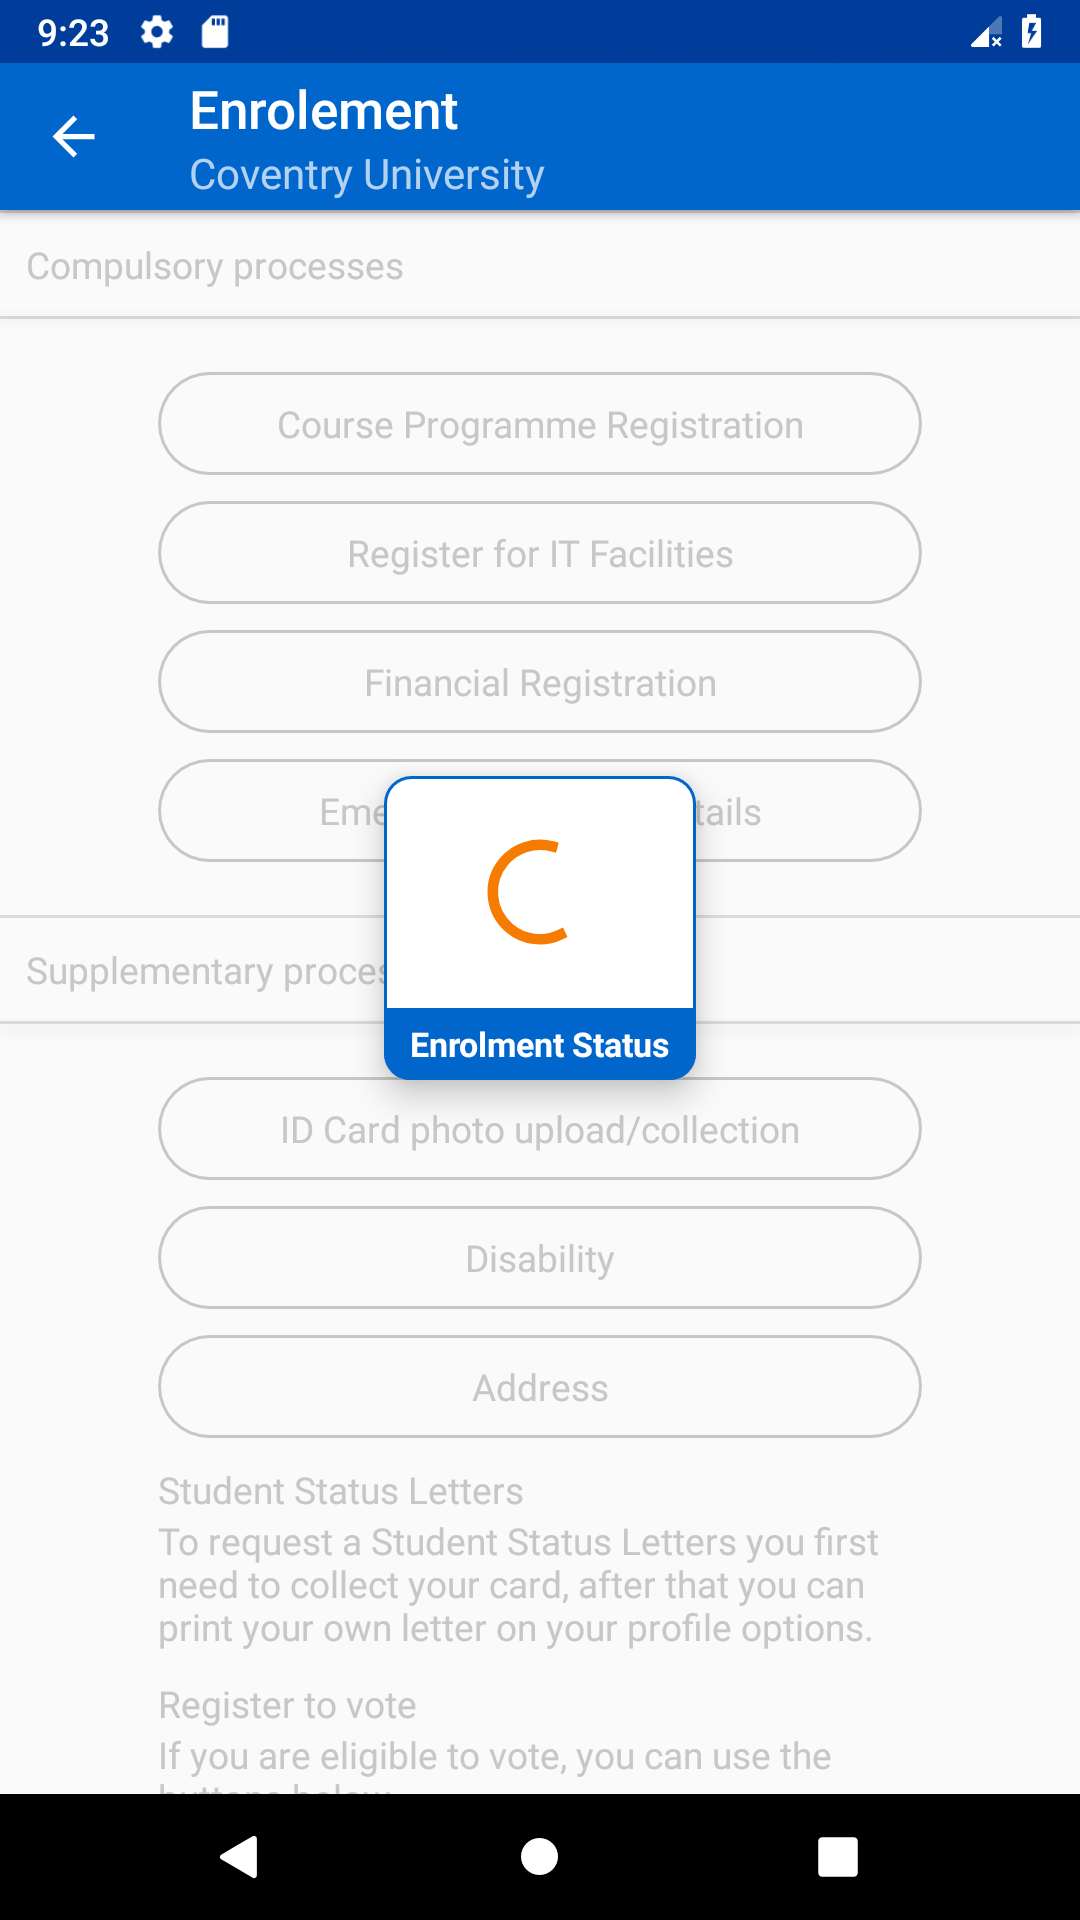 9:23
Enrolement
Coventry University
Compulsory processes
Course Programme Registration
Register for IT Facilities
Financial Registration
Eme tails
Supplementary proces
Enrolment Status
ID Card photo upload/collection
Disability
Address
Student Status Letters
To request a Student Status Letters you first
need to collect your card, after that you can
print your own letter on your profile options.
Register to vote
If you are eligible to vote, you can use the
buttons below